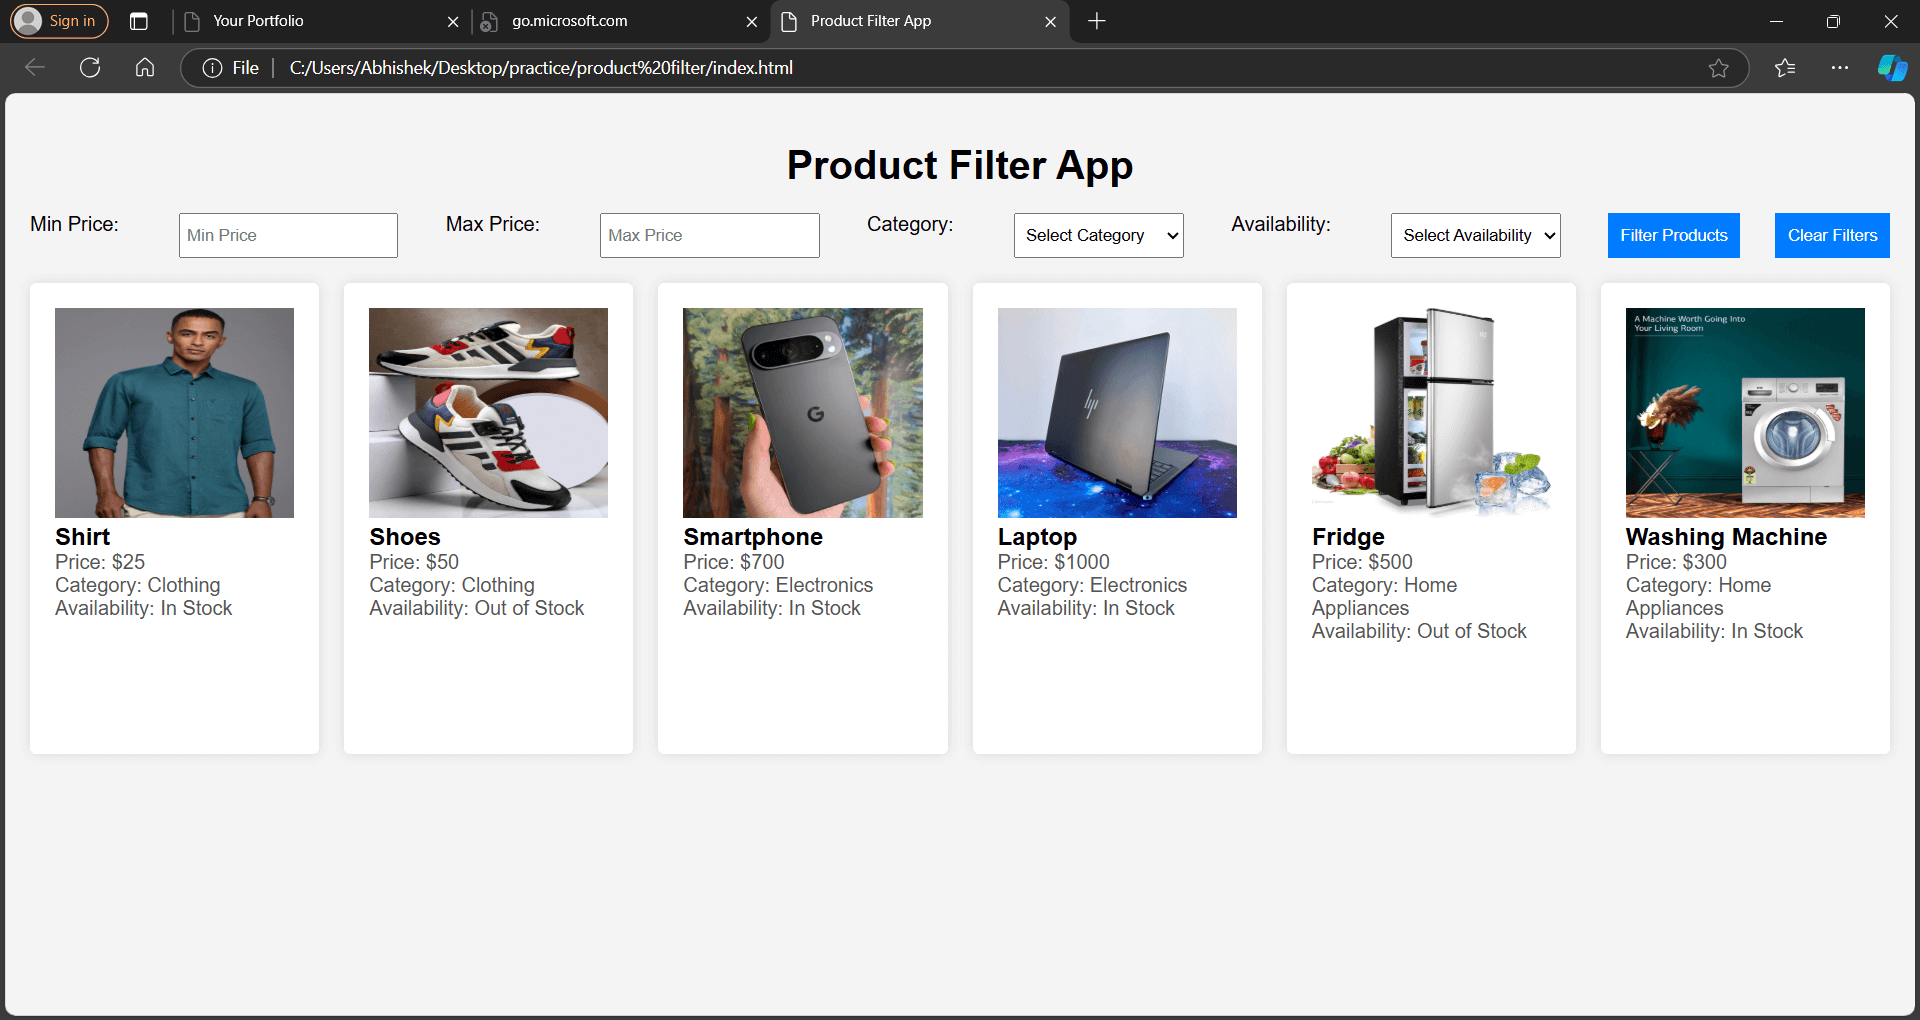 Sign in
Your Portfolio
go.microsoft.com
Product Filter App
File
C:/Users/Abhishek/Desktop/practice/product%20filter/index.html
Product Filter App
Min Price:
Min Price
Max Price:
Max Price
Category:
Select Category
Availability:
Select Availability
Filter Products
Clear Filters
G
hp
A Machine Worth Going Into
Your Living Room
Shirt
Price: $25
Category: Clothing
Availability: In Stock
Shoes
Price: $50
Category: Clothing
Availability: Out of Stock
Smartphone
Price: $700
Category: Electronics
Availability: In Stock
Laptop
Price: $1000
Category: Electronics
Availability: In Stock
Fridge
Price: $500
Category: Home
Appliances
Availability: Out of Stock
Washing Machine
Price: $300
Category: Home
Appliances
Availability: In Stock